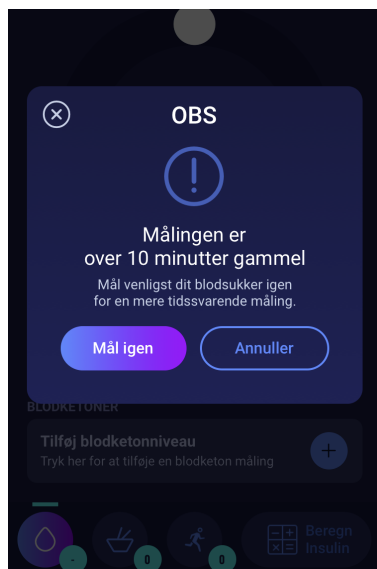 OBS
Målingen er
over 10 minutter gammel
Mål venligst dit blodsukker igen
for en mere tidssvarende måling.
Mål igen
Annuller
BLODKETONER
Tilføj blodketonniveau
Tryk her for at tilføje en blodketon måling
-
0
0
Beregn
Insulin